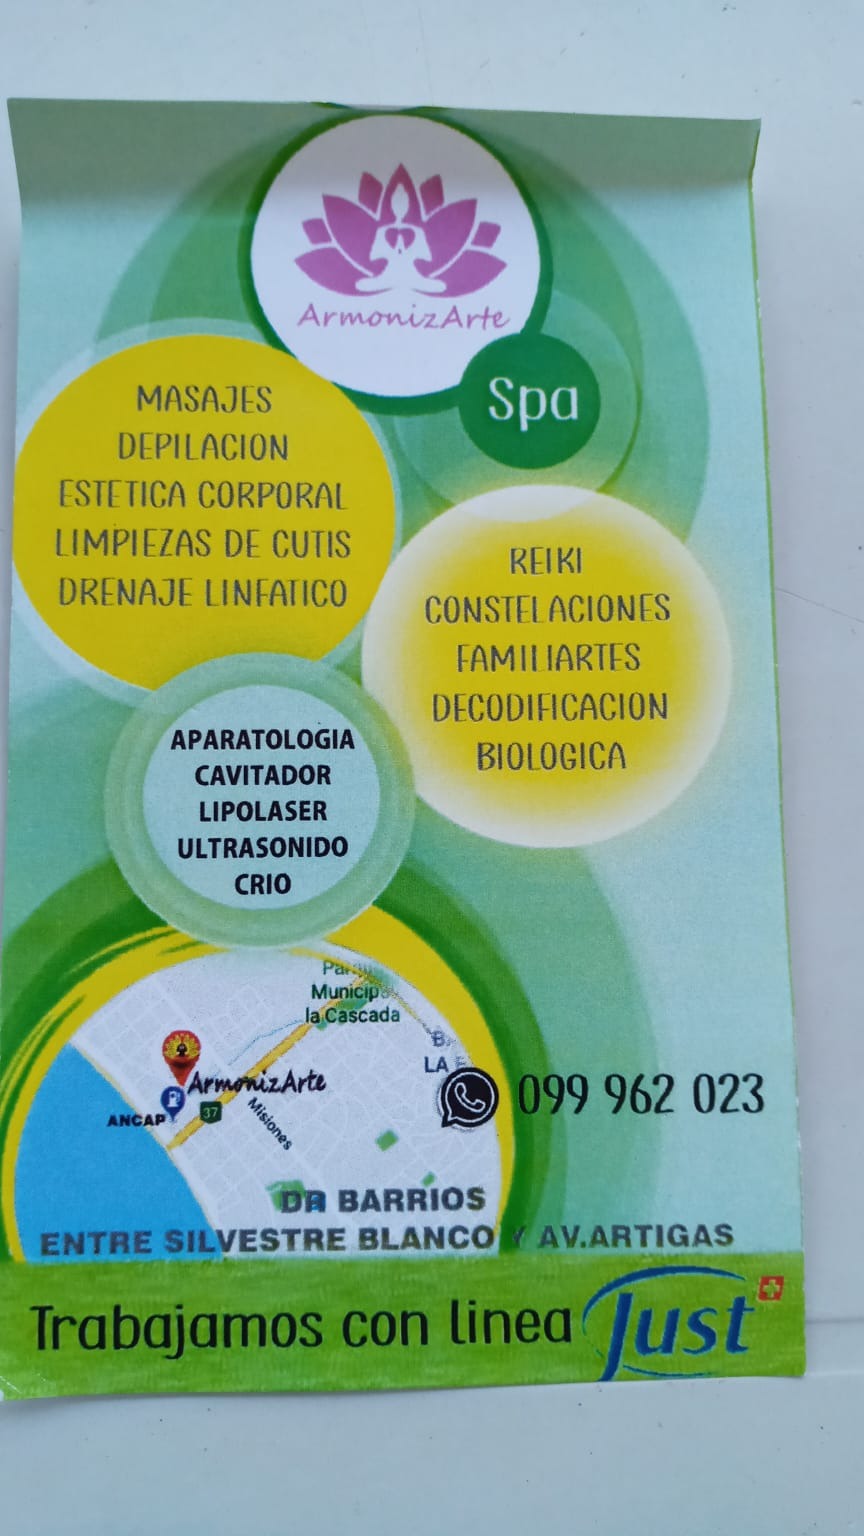 ArmonizArte
Spa
MASAJES
DEPILACION
ESTETICA CORPORAL
LIMPIEZAS DE CUTIS
DRENAJE LINFATICO
REIKI
CONSTELACIONES
FAMILIARTES
DECODIFICACION
BIOLOGICA
APARATOLOGIA
CAVITADOR
LIPOLASER
ULTRASONIDO
CRIO
Municip
la Cascada
LA
ArmonizArte
ANCAP
37
Misiones
099 962 023
DR BARRIOS
ENTRE SILVESTRE BLANCO Y AV.ARTIGAS
Trabajamos con linea Just